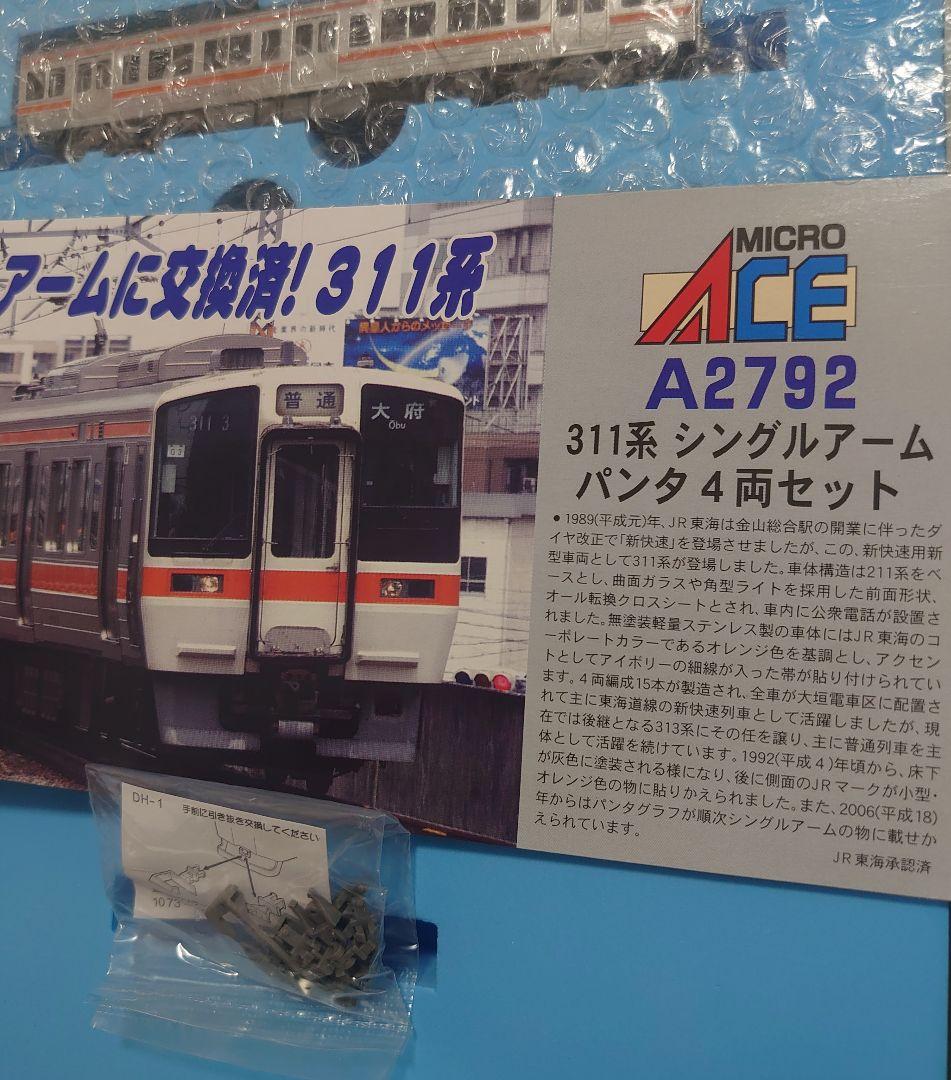 アームに交換済! 311系
業界の新時代
異星人からのメッセー
普通
大府
Obu
311 3
03
MICRO
ACE
A2792
311系 シングルアーム
パンタ 4 両セット
● 1989(平成元)年、JR東海は金山総合駅の開業に伴ったダ
イヤ改正で「新快速」を登場させましたが、この、新快速用新
型車両として311系が登場しました。車体構造は211系をベ
ースとし、曲面ガラスや角型ライトを採用した前面形状、
オール転換クロスシートとされ、車内に公衆電話が設置さ
れました。無塗装軽量ステンレス製の車体にはJR東海のコ
ーポレートカラーであるオレンジ色を基調とし、アクセン
トとしてアイボリーの細線が入った帯が貼り付けられてい
ます。4両編成15本が製造され、全車が大垣電車区に配置さ
れて主に東海道線の新快速列車として活躍しましたが、現
在では後継となる313系にその任を譲り、主に普通列車を主
体として活躍を続けています。1992(平成4)年頃から、床下
が灰色に塗装される様になり、後に側面のJRマークが小型・
オレンジ色の物に貼りかえられました。また、2006(平成18)
年からはパンタグラフが順次シングルアームの物に載せか
えられています。
JR東海承認済
DH-1
手前に引き抜き交換してください
1073